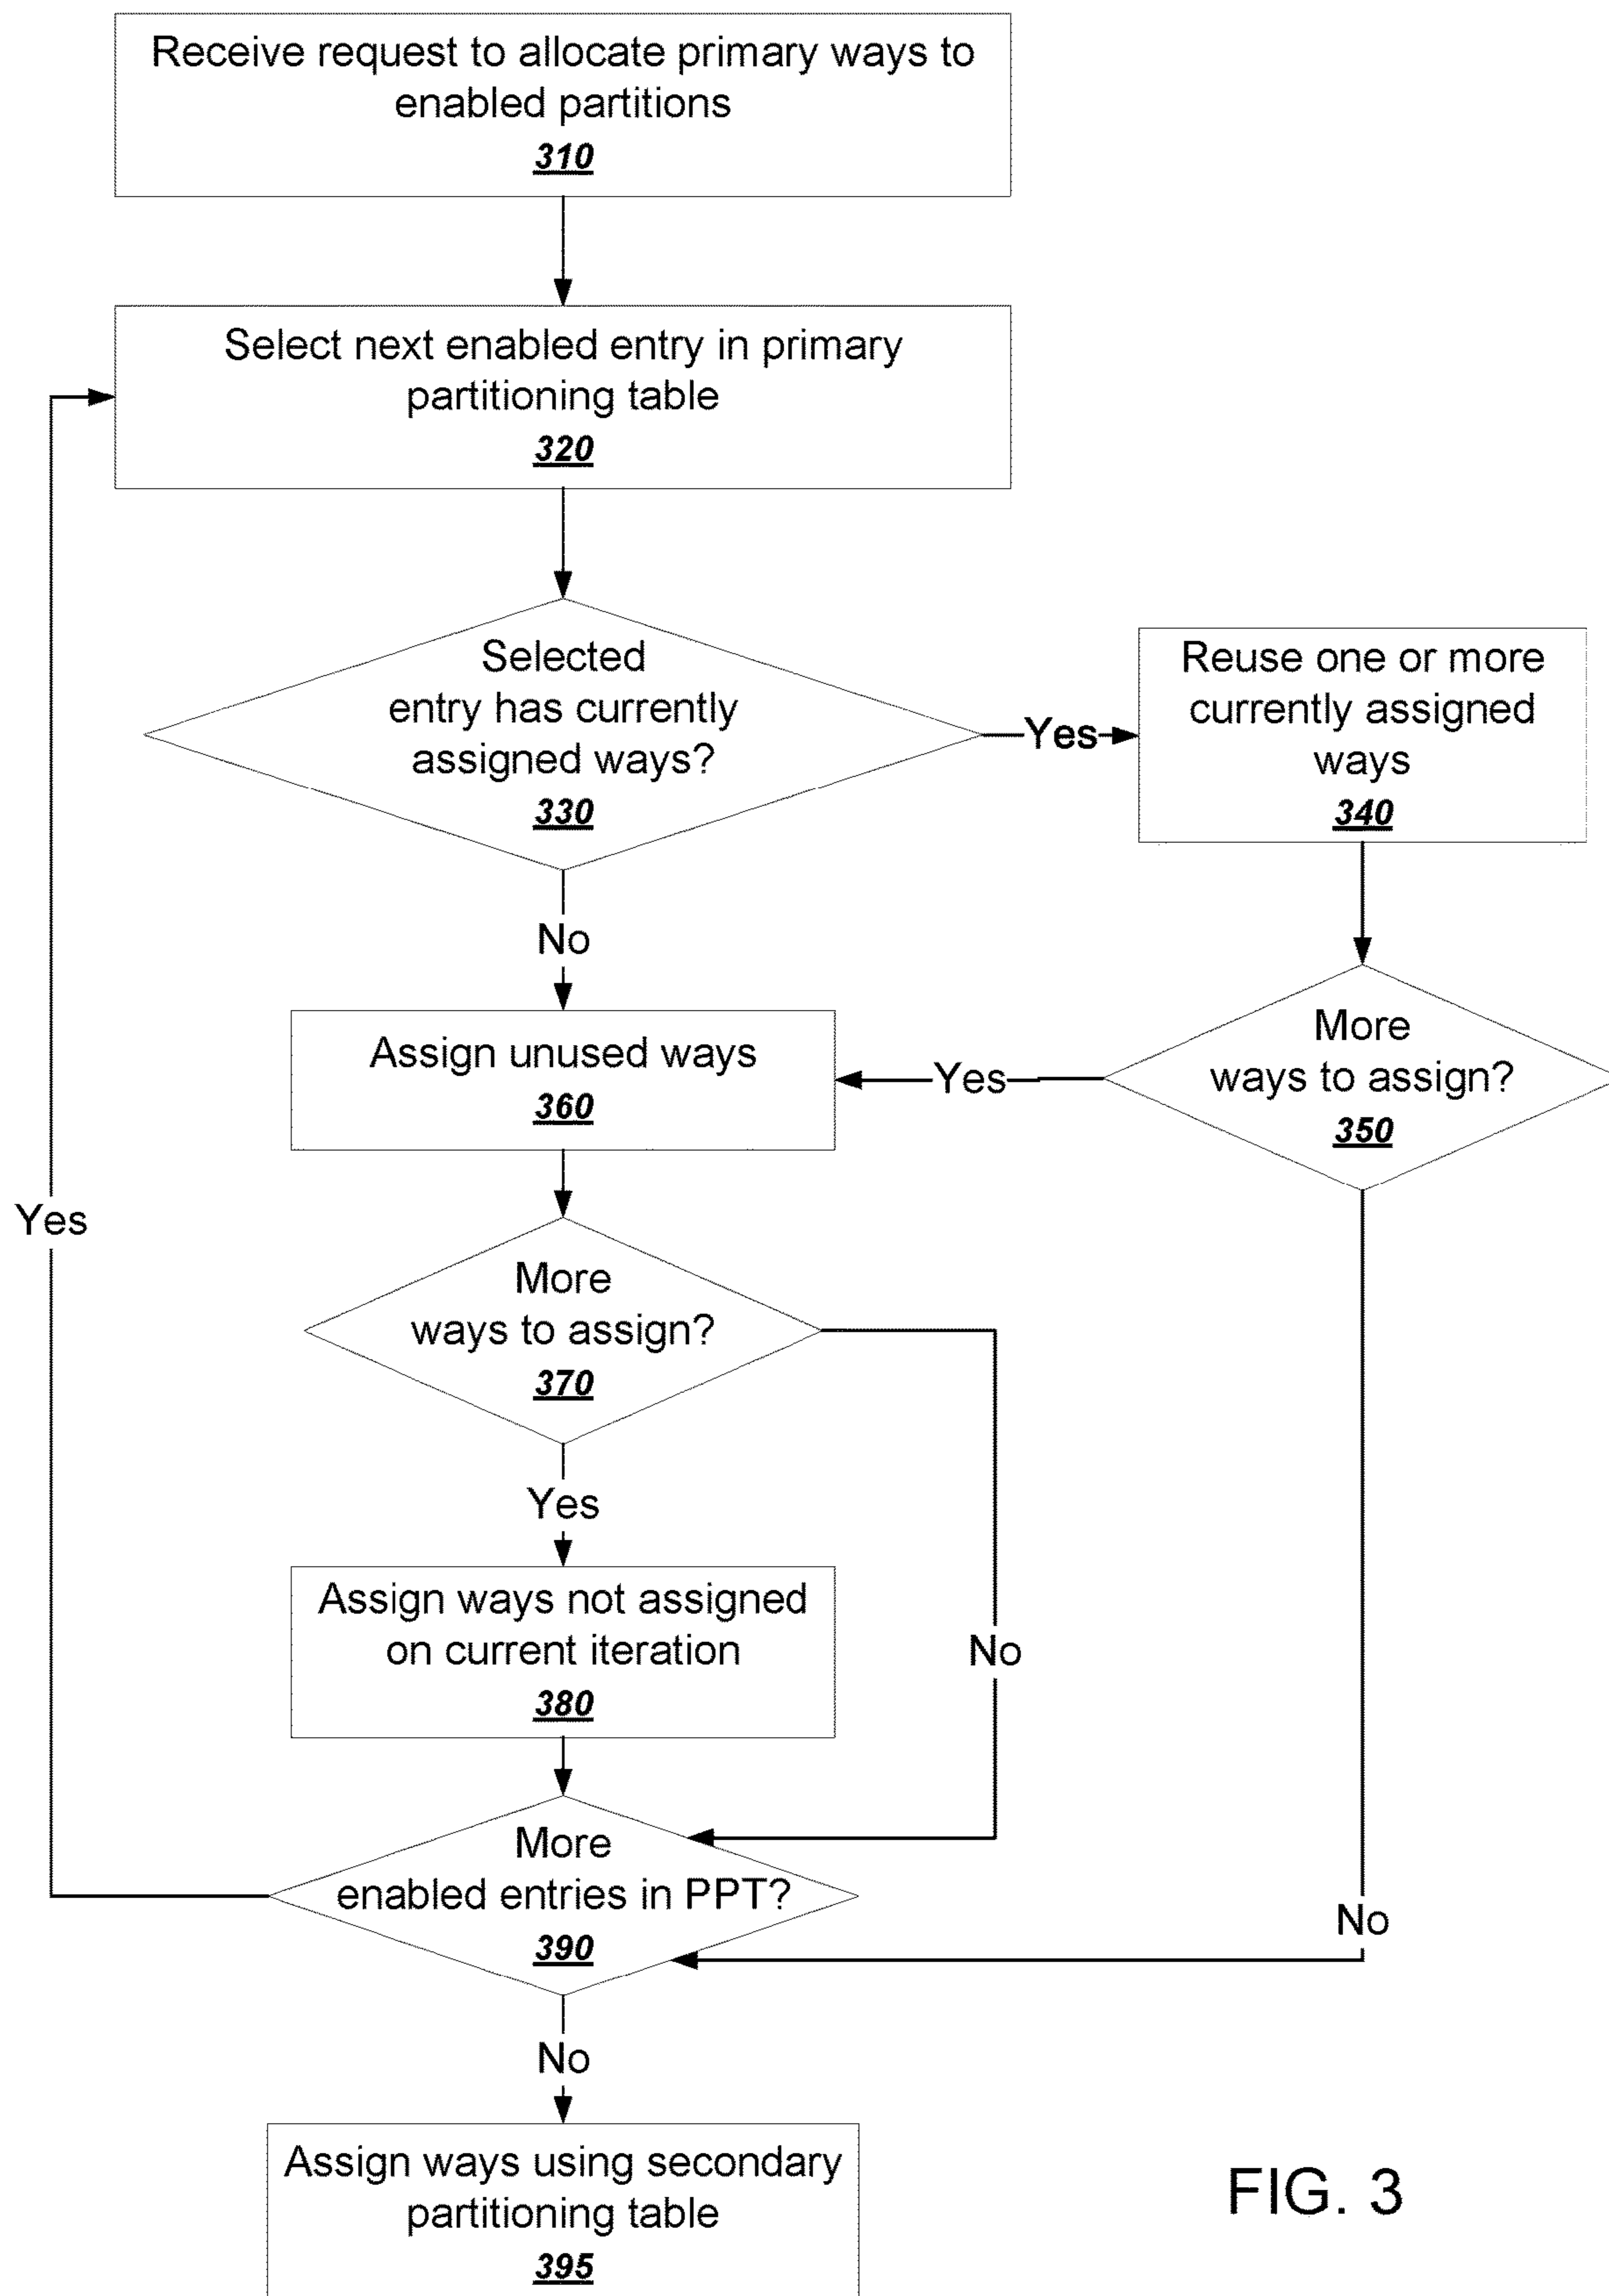 Receive request to allocate primary ways to
enabled partitions
310
Select next enabled entry in primary
partitioning table
320
Selected
entry has currently
assigned ways?
330
Yes
Reuse one or more
currently assigned
ways
340
No
More
ways to assign?
350
Yes
Assign unused ways
360
Yes
More
ways to assign?
370
Yes
Assign ways not assigned
on current iteration
380
No
More
enabled entries in PPT?
390
No
No
Assign ways using secondary
partitioning table
395
FIG. 3